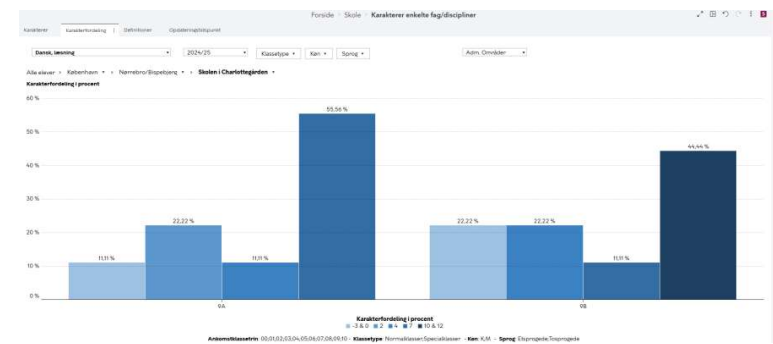 Forside > Skole > Karakterer enkelte fag/discipliner
Karakterer Karakterfordeling Definitioner Opdateringstidspunkt
Dansk, læsning 2024/25 Klassetype Køn Sprog Adm. Områder
Alle elever > København > Nørrebro/Bispebjerg > Skolen i Charlottegården
Karakterfordeling i procent
60 %
55,56 %
50 %
44,44 %
40 %
30 %
22,22 % 22,22 % 22,22 %
20 %
11,11 % 11,11 % 11,11 %
10 %
0 %
9A 9B
Karakterfordeling i procent
-3 & 0 2 4 7 10 & 12
Ankomstklassetrin: 00,01,02,03,04,05,06,07,08,09,10 - Klassetype: Normalklasser,Specialklasser - Køn: K,M - Sprog: Etsprogede,Tosprogede